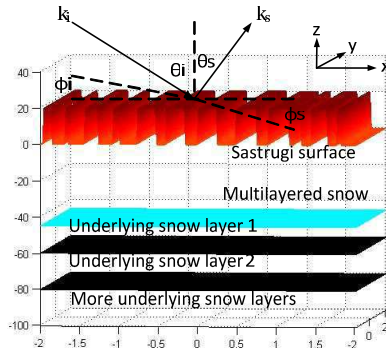 ki
ks
θi
θs
z
y
x
ϕi
ϕs
40
20
0
-20
-40
-60
-80
-100
Sastrugi surface
Multilayered snow
Underlying snow layer 1
Underlying snow layer2
More underlying snow layers
-2
-1.5
-1
-0.5
0
0.5
1
1.5
-2
0
2